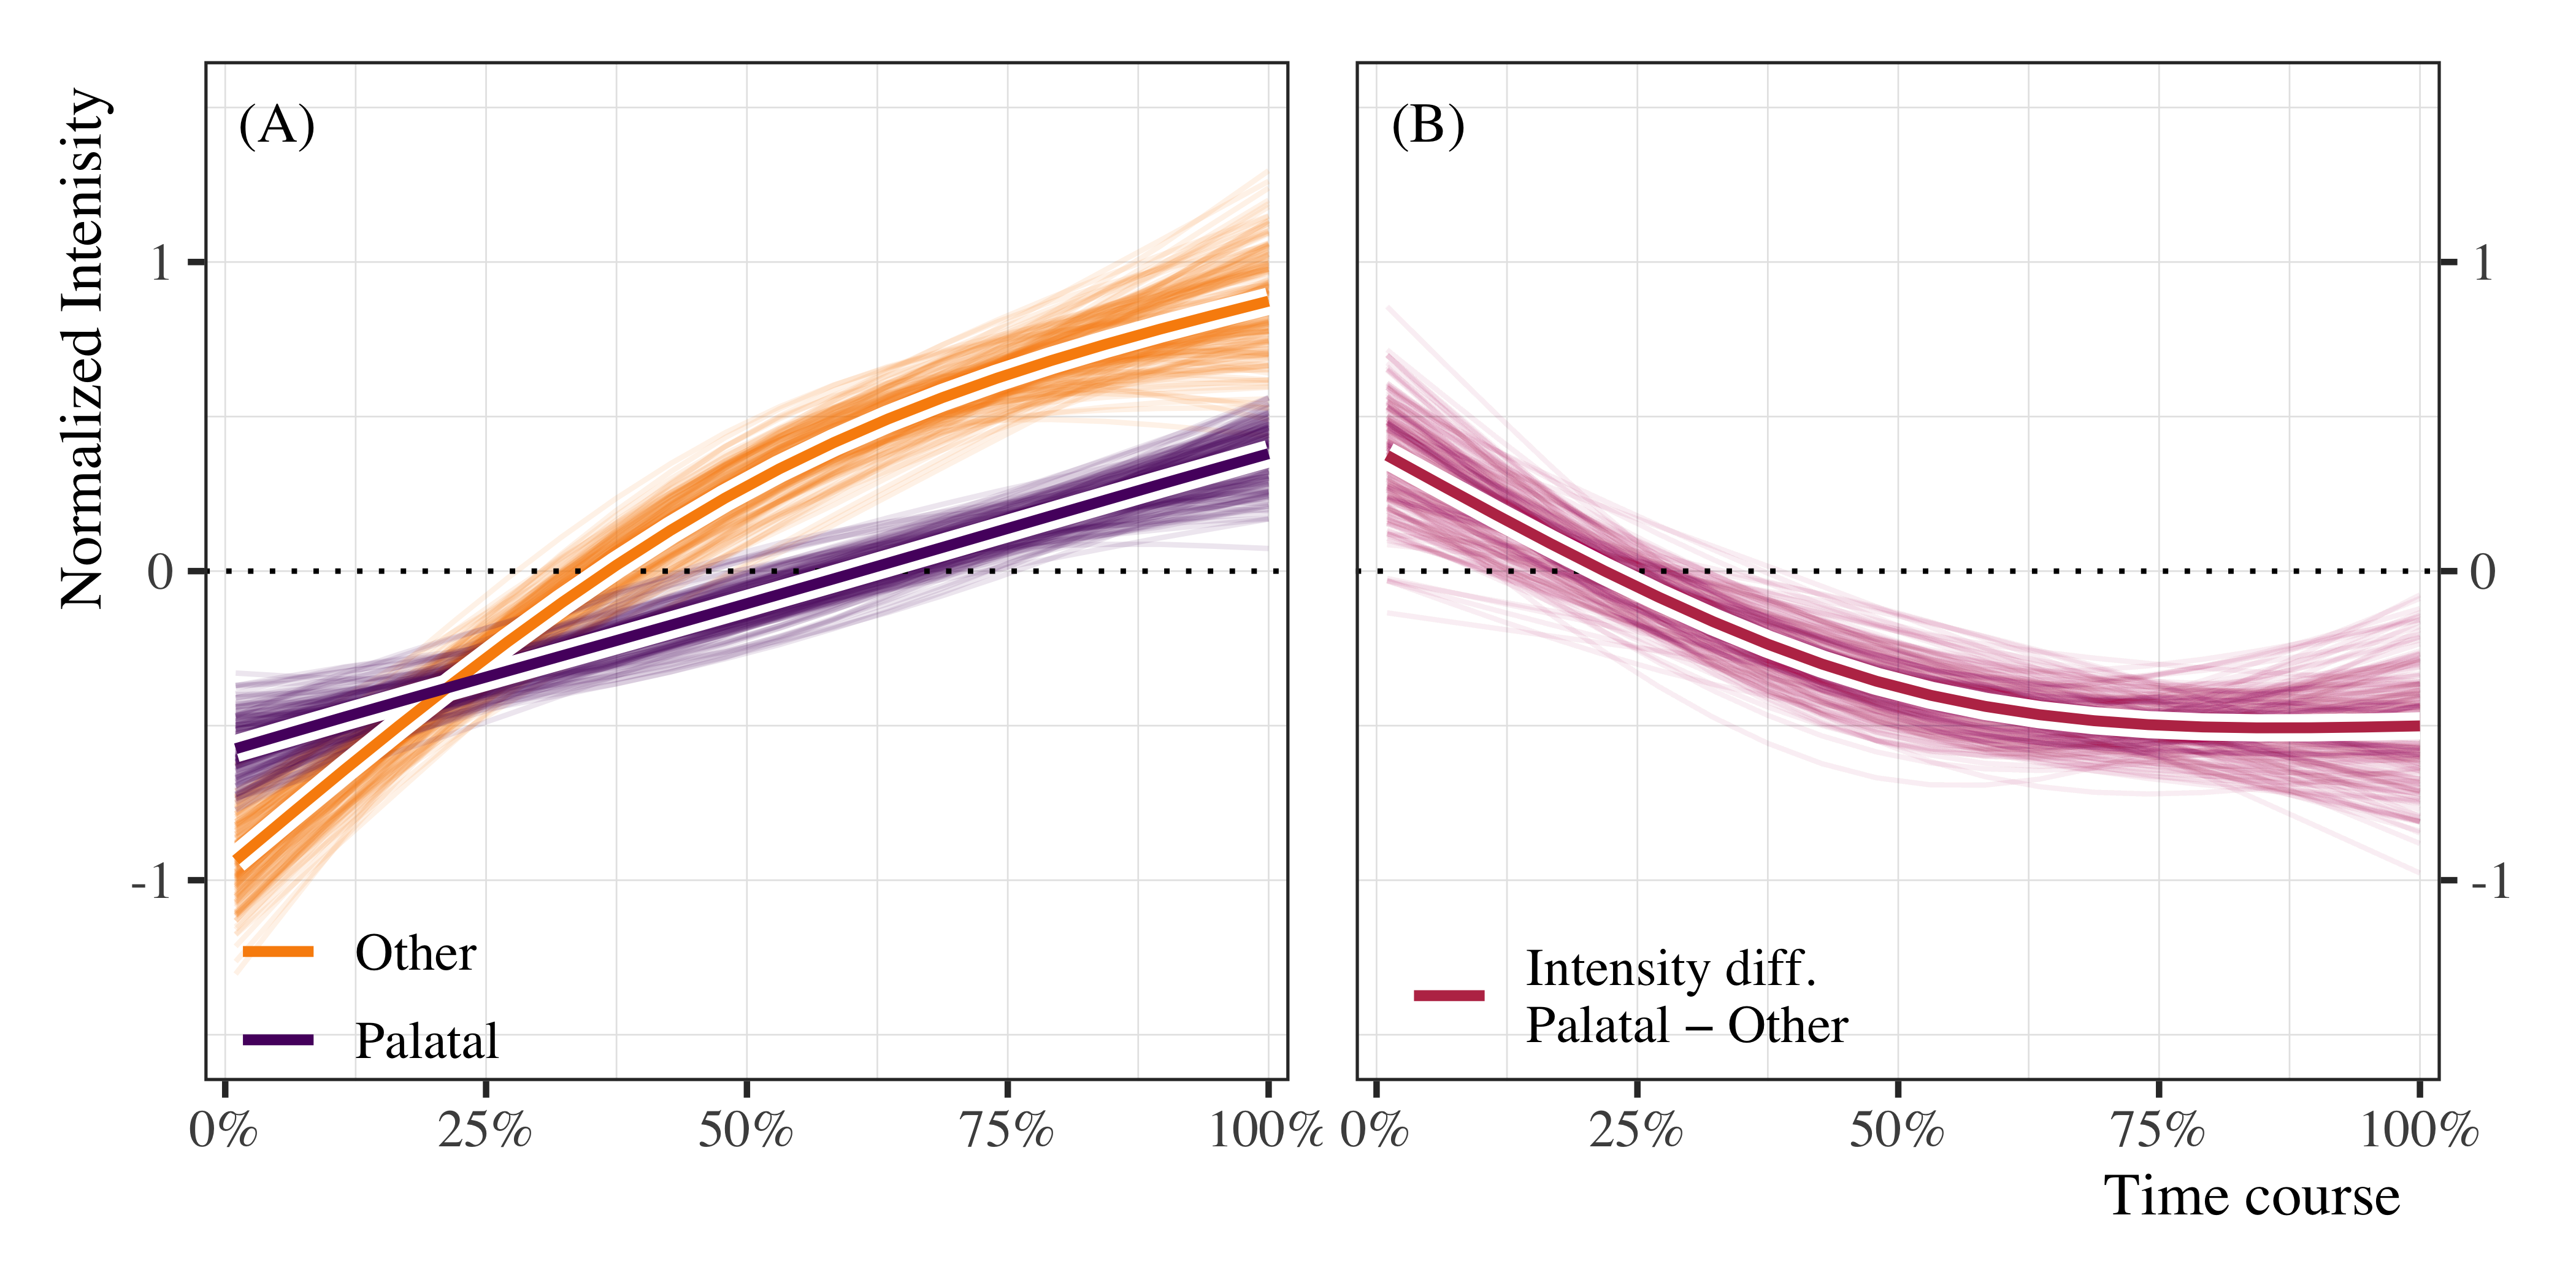 Normalized Intenisity
(A)
1
0
-1
Other
Palatal
0%
25%
50%
75%
100%
(B)
1
0
-1
Intensity diff.
Palatal – Other
0%
25%
50%
75%
100%
Time course